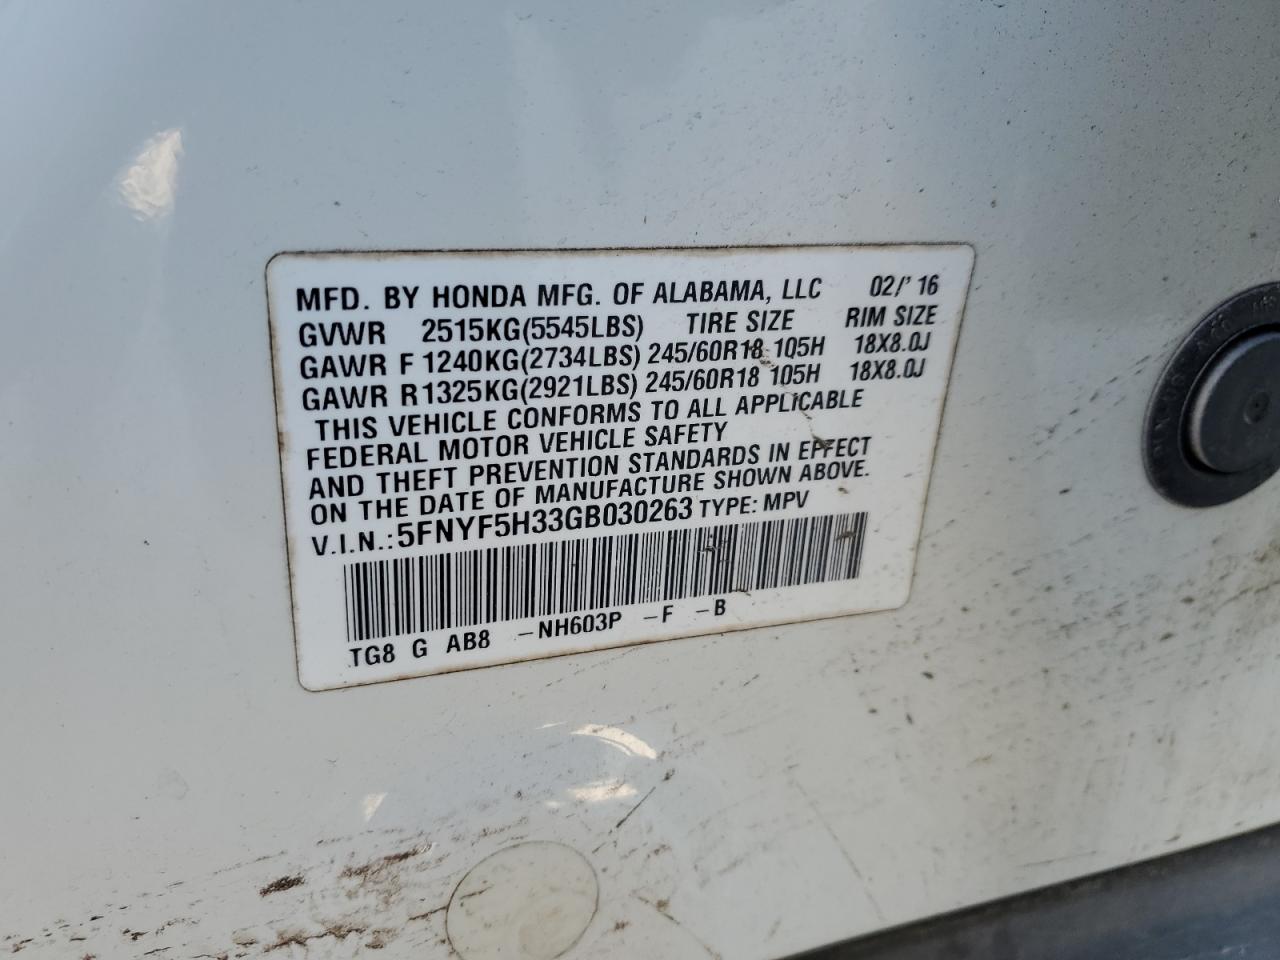 MFD. BY HONDA MFG. OF ALABAMA, LLC 02/'16
GVWR 2515KG(5545LBS) TIRE SIZE RIM SIZE
GAWR F 1240KG(2734LBS) 245/60R18 105H 18X8.0J
GAWR R 1325KG(2921LBS) 245/60R18 105H 18X8.0J
THIS VEHICLE CONFORMS TO ALL APPLICABLE
FEDERAL MOTOR VEHICLE SAFETY
AND THEFT PREVENTION STANDARDS IN EFFECT
ON THE DATE OF MANUFACTURE SHOWN ABOVE.
V.I.N.: 5FNYF5H33GB030263 TYPE: MPV
TG8 G AB8 -NH603P -F -B